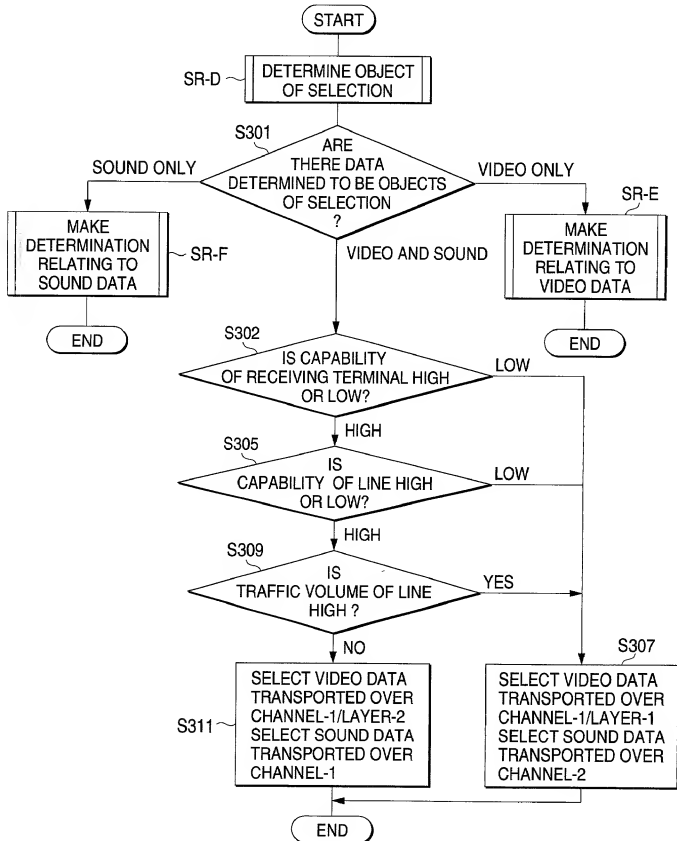 START
SR-D
DETERMINE OBJECT
OF SELECTION
S301
ARE
THERE DATA
DETERMINED TO BE OBJECTS
OF SELECTION
?
SOUND ONLY
VIDEO ONLY
MAKE
DETERMINATION
RELATING TO
SOUND DATA
SR-F
END
VIDEO AND SOUND
SR-E
MAKE
DETERMINATION
RELATING TO
VIDEO DATA
END
S302
IS CAPABILITY
OF RECEIVING TERMINAL HIGH
OR LOW?
LOW
HIGH
S305
IS
CAPABILITY OF LINE HIGH
OR LOW?
LOW
HIGH
S309
IS
TRAFFIC VOLUME OF LINE
HIGH ?
YES
NO
S311
SELECT VIDEO DATA
TRANSPORTED OVER
CHANNEL-1/LAYER-2
SELECT SOUND DATA
TRANSPORTED OVER
CHANNEL-1
S307
SELECT VIDEO DATA
TRANSPORTED OVER
CHANNEL-1/LAYER-1
SELECT SOUND DATA
TRANSPORTED OVER
CHANNEL-2
END